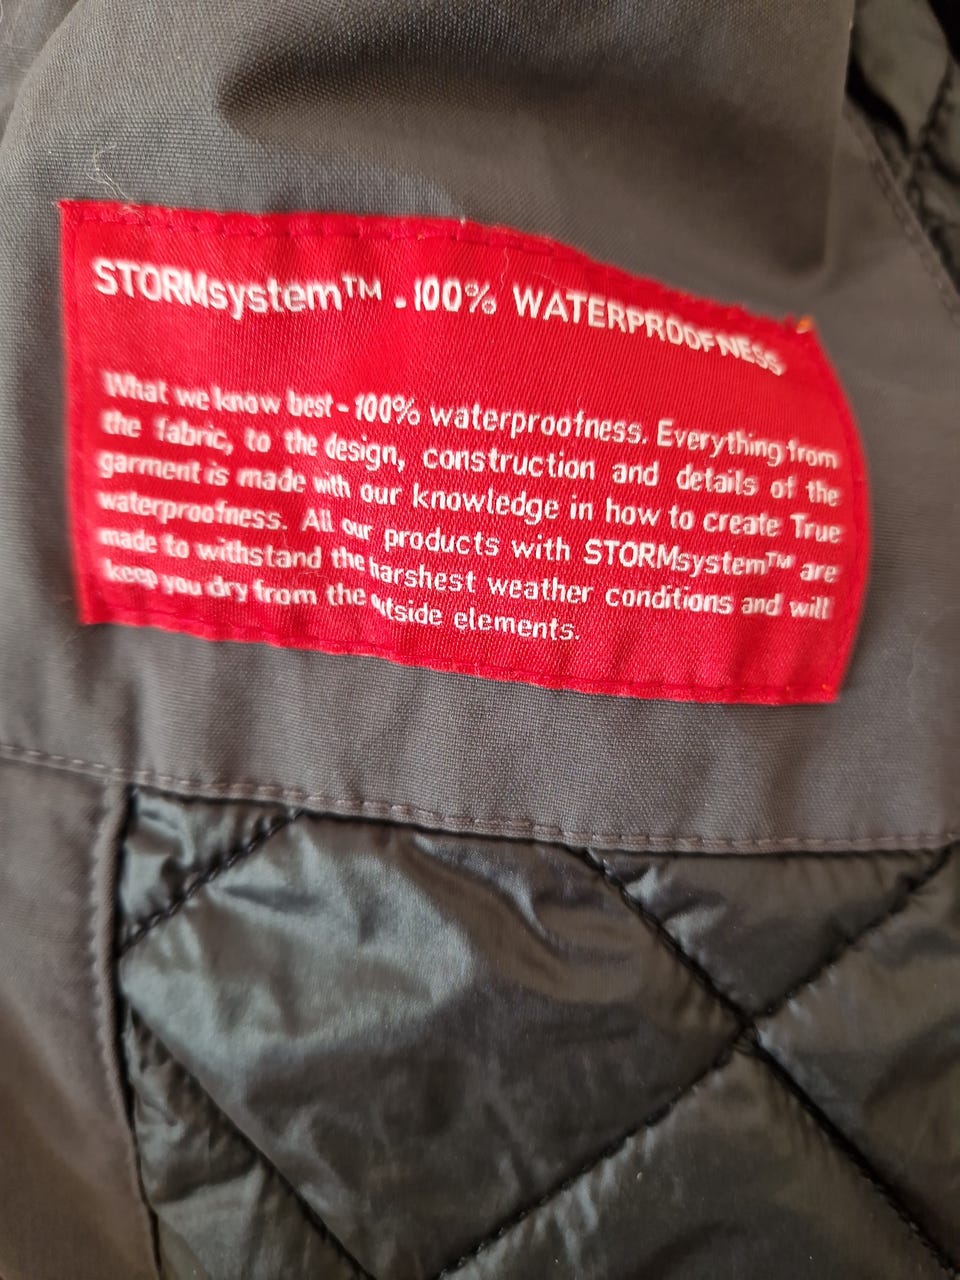 STORMsystem™ - 100% WATERPROOFNESS
What we know best - 100% waterproofness. Everything from
the fabric, to the design, construction and details of the
garment is made with our knowledge in how to create True
waterproofness. All our products with STORMsystem™ are
made to withstand the harshest weather conditions and will
keep you dry from the outside elements.